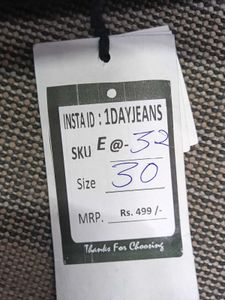 INSTA ID : 1DAYJEANS
SKU E @-32
Size 30
MRP. Rs. 499 /-
Thanks For Choosing